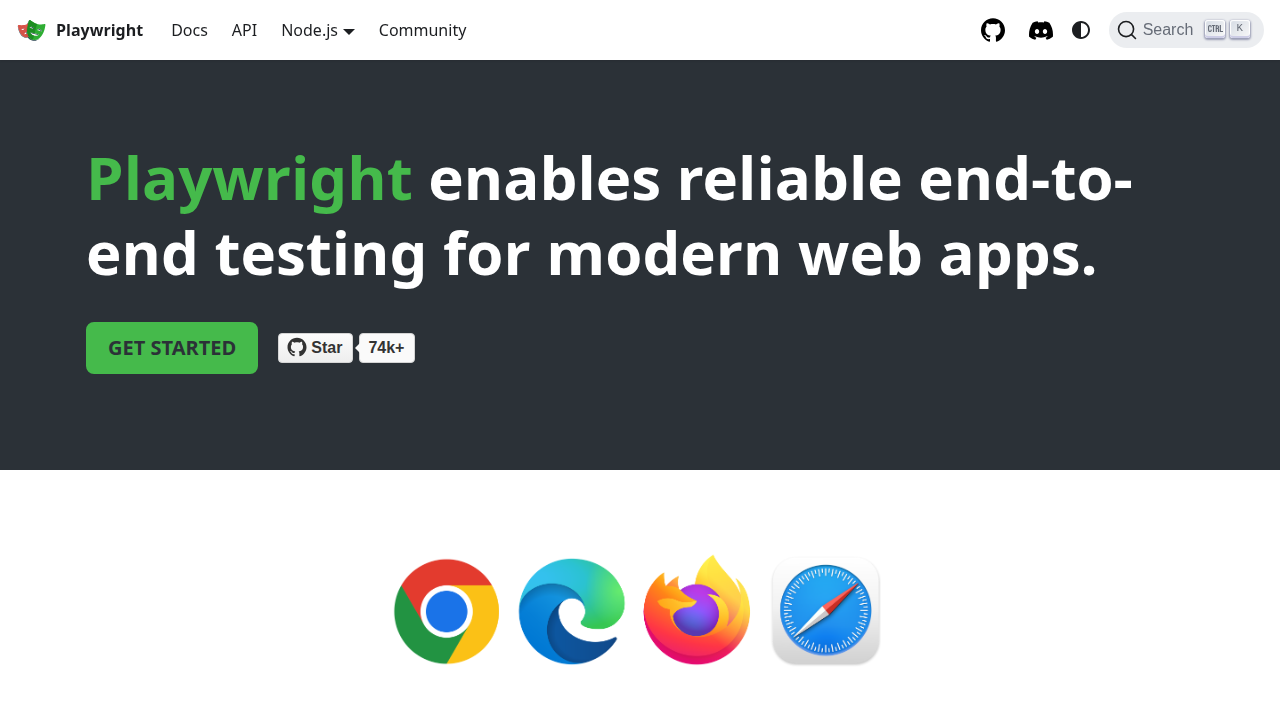 Playwright Docs API Node.js Community Search CTRL K
Playwright enables reliable end-to-
end testing for modern web apps.
GET STARTED Star 74k+